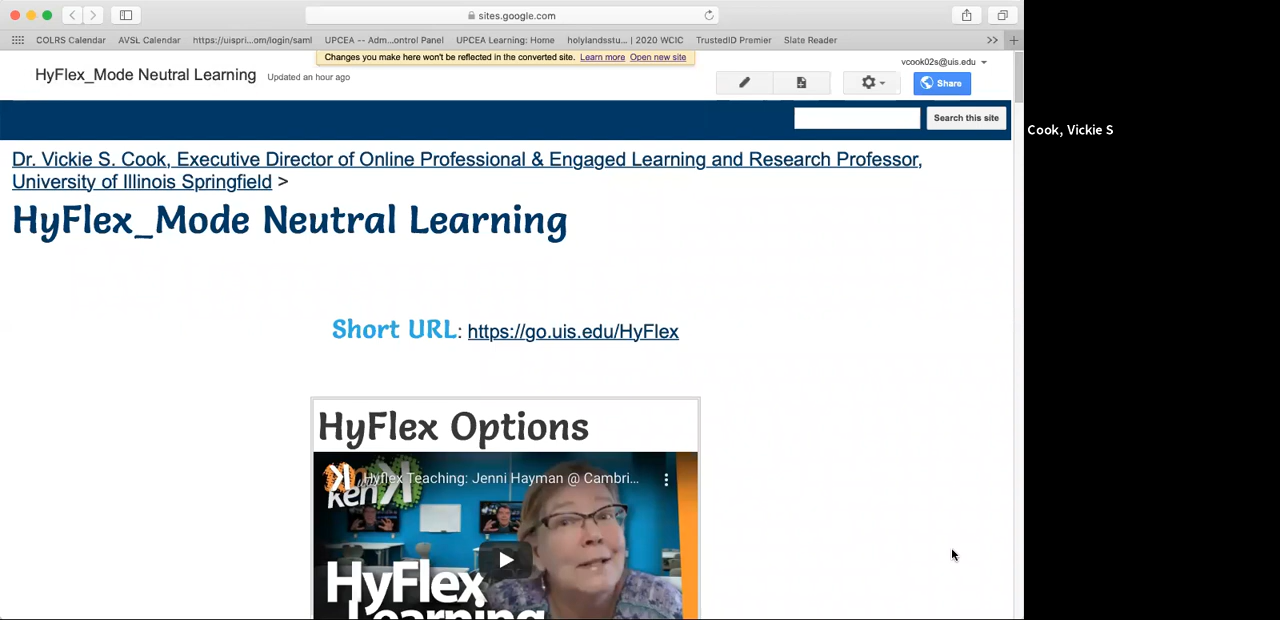 sites.google.com
COLRS Calendar AVSL Calendar https://uispri...om/login/saml UPCEA -- Adm...ontrol Panel UPCEA Learning: Home holylandsstu... | 2020 WCIC TrustedID Premier Slate Reader
Changes you make here won't be reflected in the converted site. Learn more Open new site
vcook02s@uis.edu
HyFlex_Mode Neutral Learning Updated an hour ago
Share
Search this site
Cook, Vickie S
Dr. Vickie S. Cook, Executive Director of Online Professional & Engaged Learning and Research Professor,
University of Illinois Springfield >
HyFlex_Mode Neutral Learning
Short URL: https://go.uis.edu/HyFlex
HyFlex Options
Hyflex Teaching: Jenni Hayman @ Cambri...
ken
HyFlex
Learning